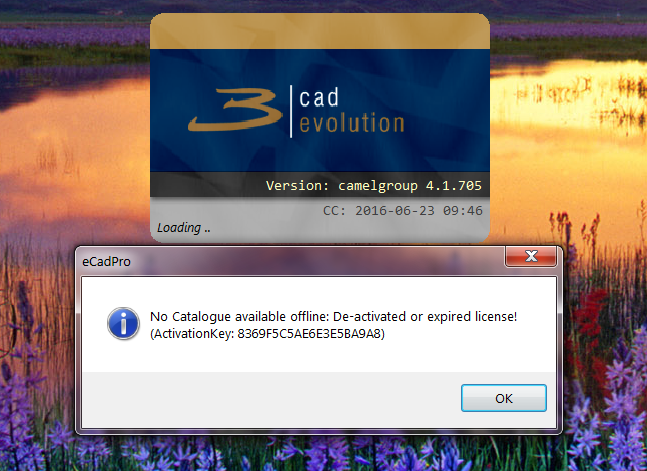 3 cad
evolution
Version: camelgroup 4.1.705
CC: 2016-06-23 09:46
Loading ..
eCadPro
No Catalogue available offline: De-activated or expired license!
(ActivationKey: 8369F5C5AE6E3E5BA9A8)
OK